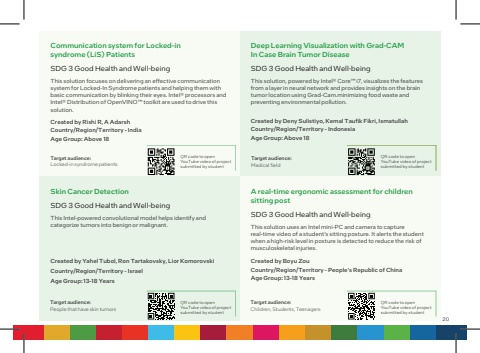 Communication system for Locked-in
syndrome (LiS) Patients
SDG 3 Good Health and Well-being
This solution focuses on delivering an effective communication
system for Locked-In Syndrome patients and helping them with
basic communication by blinking their eyes. Intel® processors and
Intel® Distribution of OpenVINO™ toolkit are used to drive this
solution.
Created by Rishi R, A Adarsh
Country/Region/Territory - India
Age Group: Above 18
Target audience:
Locked-in syndrome patients
QR code to open
YouTube video of project
submitted by student
Deep Learning Visualization with Grad-CAM
In Case Brain Tumor Disease
SDG 3 Good Health and Well-being
This solution, powered by Intel® Core™ i7, visualizes the features
from a layer in neural network and provides insights on the brain
tumor location using Grad-Cam.minimizing food waste and
preventing environmental pollution.
Created by Deny Sulistiyo, Kemal Taufik Fikri, Ismatullah
Country/Region/Territory - Indonesia
Age Group: Above 18
Target audience:
Medical field
QR code to open
YouTube video of project
submitted by student
Skin Cancer Detection
SDG 3 Good Health and Well-being
This Intel-powered convolutional model helps identify and
categorize tumors into benign or malignant.
Created by Yahel Tubol, Ron Tartakovsky, Lior Komorovski
Country/Region/Territory - Israel
Age Group: 13-18 Years
Target audience:
People that have skin tumors
QR code to open
YouTube video of project
submitted by student
A real-time ergonomic assessment for children
sitting post
SDG 3 Good Health and Well-being
This solution uses an Intel mini-PC and camera to capture
real-time video of a student's sitting posture. It alerts the student
when a high-risk level in posture is detected to reduce the risk of
musculoskeletal injuries.
Created by Boyu Zou
Country/Region/Territory - People's Republic of China
Age Group: 13-18 Years
Target audience:
Children, Students, Teenagers
QR code to open
YouTube video of project
submitted by student
20